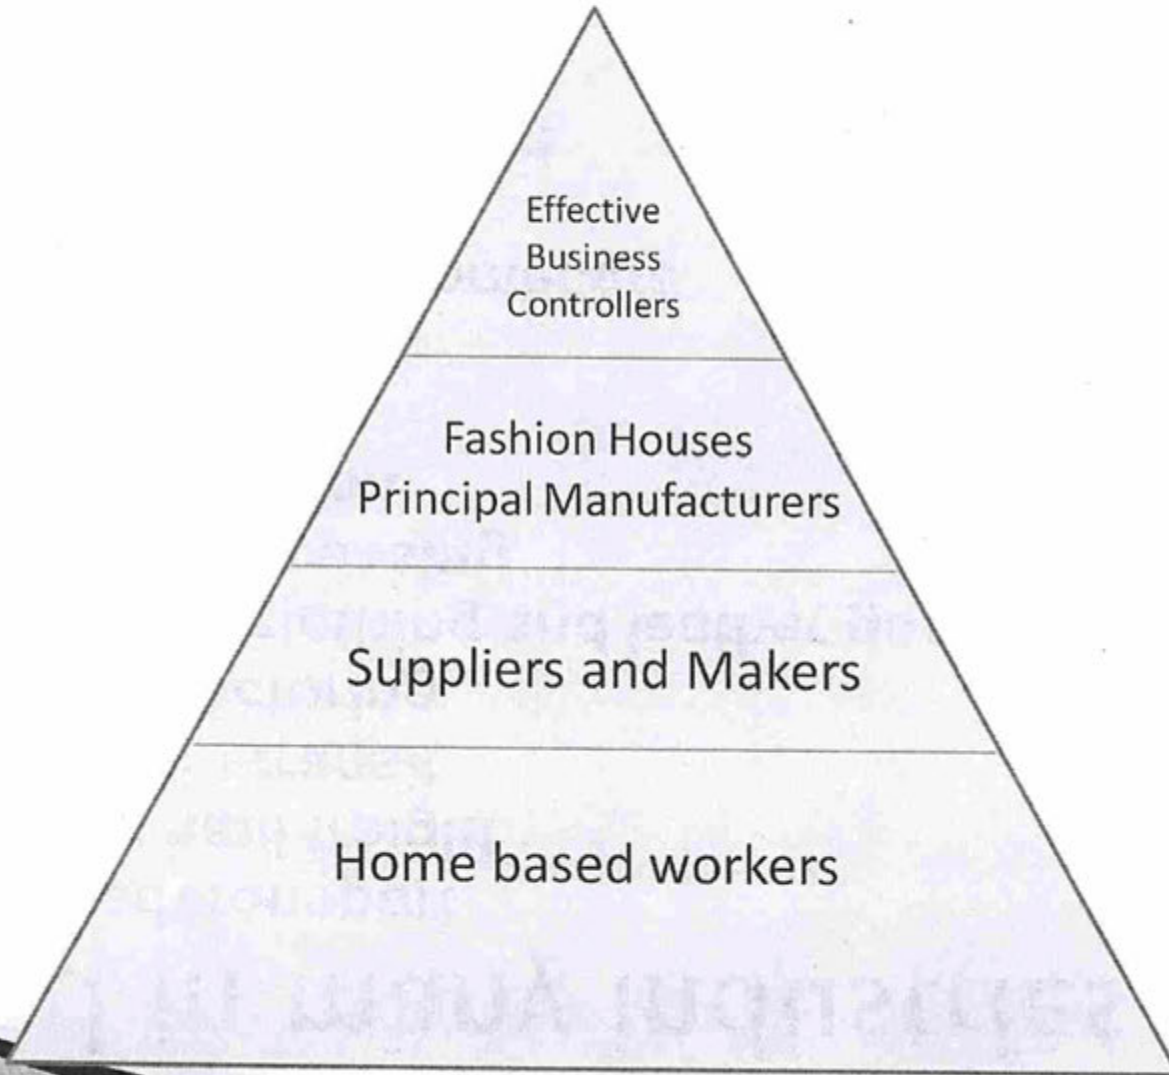 Effective
Business
Controllers
Fashion Houses
Principal Manufacturers
Suppliers and Makers
Home based workers